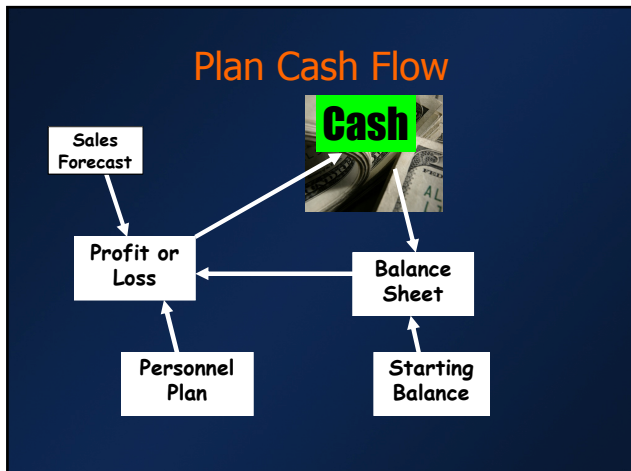 Plan Cash Flow
Cash
Sales
Forecast
Profit or
Loss
Balance
Sheet
Personnel
Plan
Starting
Balance